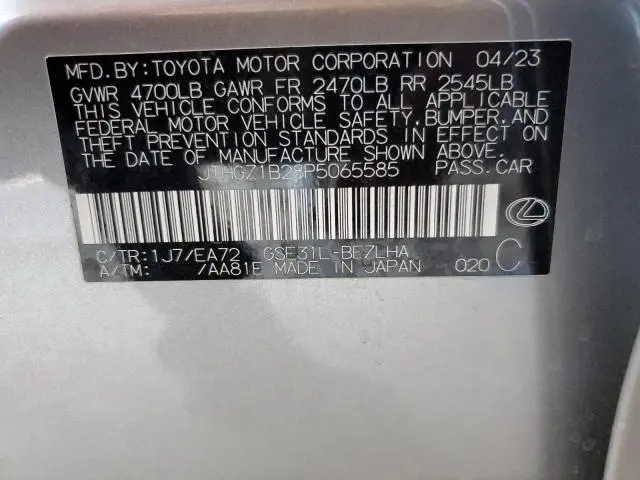 MFD.BY:TOYOTA MOTOR CORPORATION 04/23
GVWR 4700LB GAWR FR 2470LB RR 2545LB
THIS VEHICLE CONFORMS TO ALL APPLICABLE
FEDERAL MOTOR VEHICLE SAFETY,BUMPER,AND
THEFT PREVENTION STANDARDS IN EFFECT ON
THE DATE OF MANUFACTURE SHOWN ABOVE.
JTHGZ1B28P5065585 PASS.CAR
C/TR:1J7/EA72 GSE31L-BEZLHA
A/TM: /AA81E MADE IN JAPAN 020 C